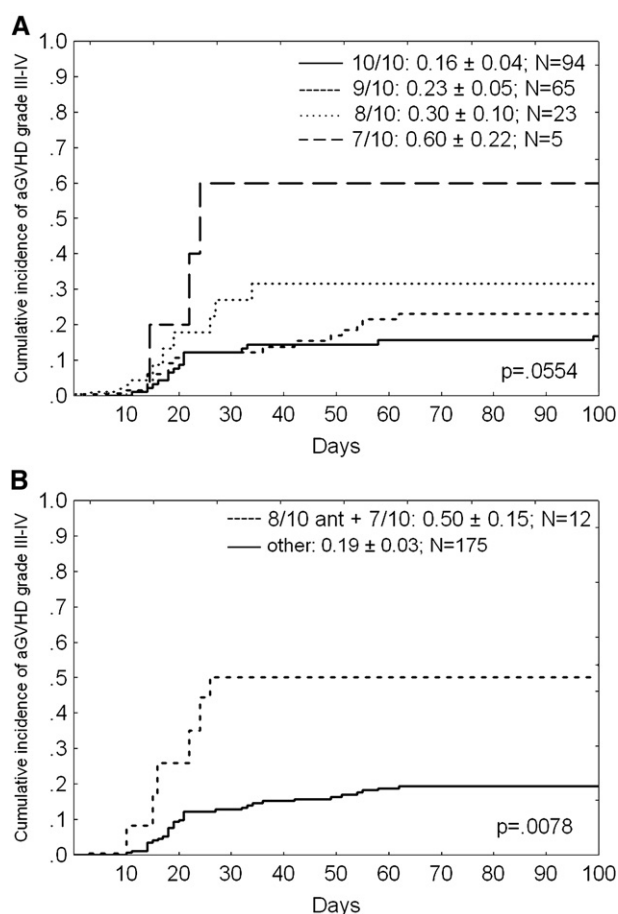 A
Cumulative incidence of aGVHD grade III-IV
1.0
.9
.8
.7
.6
.5
.4
.3
.2
.1
.0
10/10: 0.16 ± 0.04; N=94
9/10: 0.23 ± 0.05; N=65
8/10: 0.30 ± 0.10; N=23
7/10: 0.60 ± 0.22; N=5
p=.0554
10 20 30 40 50 60 70 80 90 100
Days
B
Cumulative incidence of aGVHD grade III-IV
1.0
.9
.8
.7
.6
.5
.4
.3
.2
.1
.0
8/10 ant + 7/10: 0.50 ± 0.15; N=12
other: 0.19 ± 0.03; N=175
p=.0078
10 20 30 40 50 60 70 80 90 100
Days